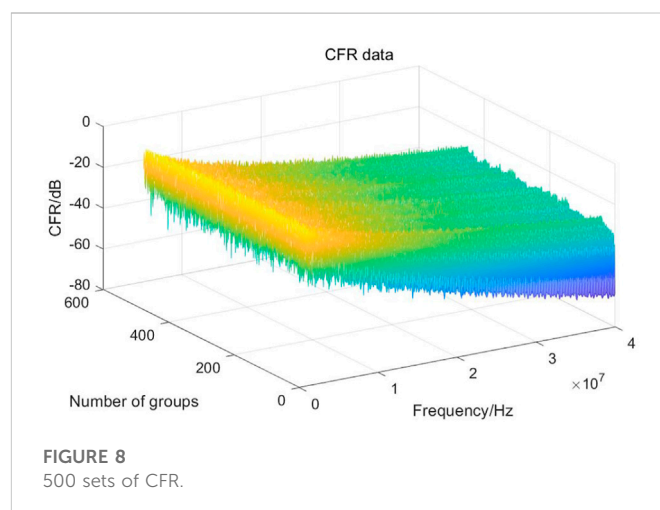 CFR data
0
-20
-40
-60
-80
CFR/dB
600
400
200
0
Number of groups
0
1
2
3
4
×10⁷
Frequency/Hz
FIGURE 8
500 sets of CFR.